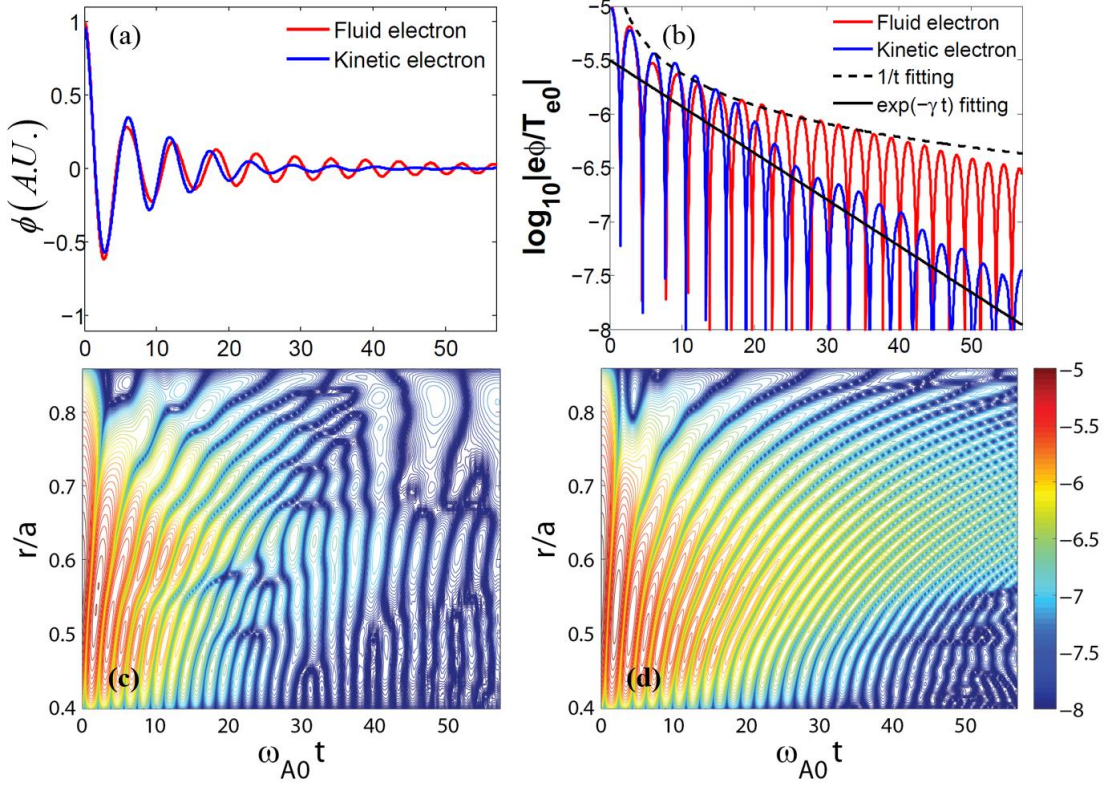 (a)
Fluid electron
Kinetic electron
ϕ ( A.U. )
1
0.5
0
−0.5
−1
0 10 20 30 40 50
(b)
Fluid electron
Kinetic electron
1/t fitting
exp(−γ t) fitting
log10|eϕ/Te0|
−5
−5.5
−6
−6.5
−7
−7.5
−8
0 10 20 30 40 50
(c)
r/a
0.8
0.7
0.6
0.5
0.4
0 10 20 30 40 50
ωA0 t
(d)
r/a
0.8
0.7
0.6
0.5
0.4
0 10 20 30 40 50
ωA0 t
−5
−5.5
−6
−6.5
−7
−7.5
−8